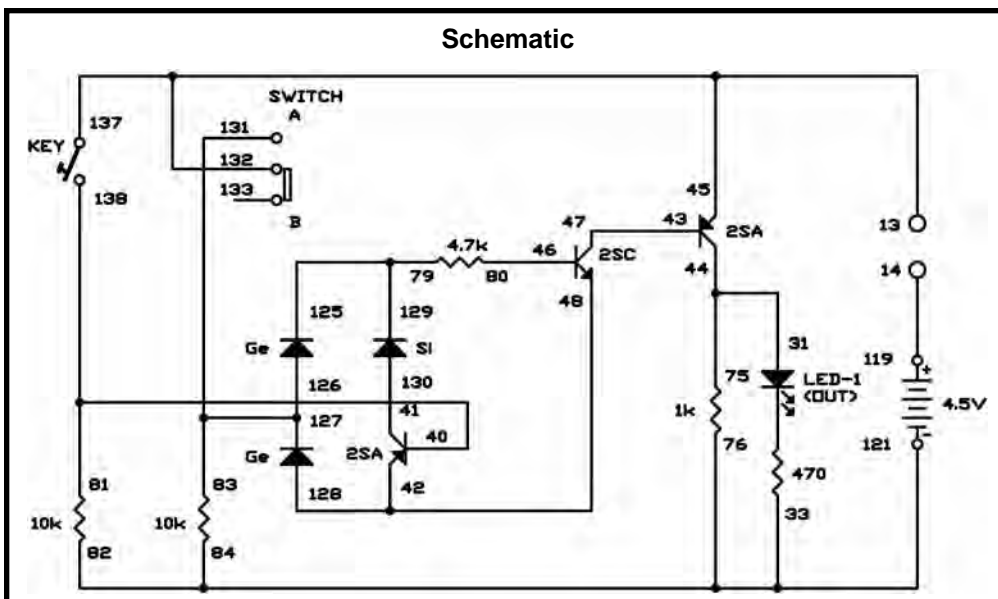 Schematic
SWITCH
A
137
131
KEY
132
45
138
133
47
43
13
B
4.7k
46
2SC
2SA
79
80
44
14
48
125
129
31
119
+
Ge
Si
LED-1
(OUT)
126
130
75
4.5V
127
41
1k
40
76
121
-
Ge
2SA
81
83
128
42
470
10k
10k
33
82
84